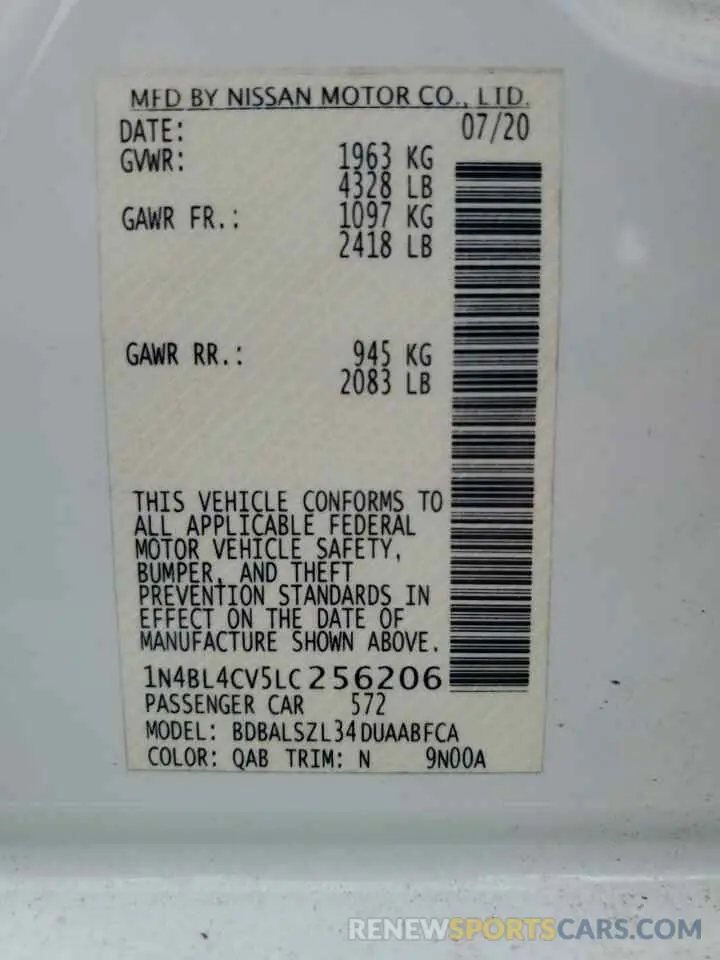 MFD BY NISSAN MOTOR CO., LTD.
DATE: 07/20
GVWR: 1963 KG
4328 LB
GAWR FR.: 1097 KG
2418 LB
GAWR RR.: 945 KG
2083 LB
THIS VEHICLE CONFORMS TO
ALL APPLICABLE FEDERAL
MOTOR VEHICLE SAFETY,
BUMPER, AND THEFT
PREVENTION STANDARDS IN
EFFECT ON THE DATE OF
MANUFACTURE SHOWN ABOVE.
1N4BL4CV5LC256206
PASSENGER CAR 572
MODEL: BDBALSZL34DUAABFCA
COLOR: QAB TRIM: N 9N00A
RENEWSPORTSCARS.COM